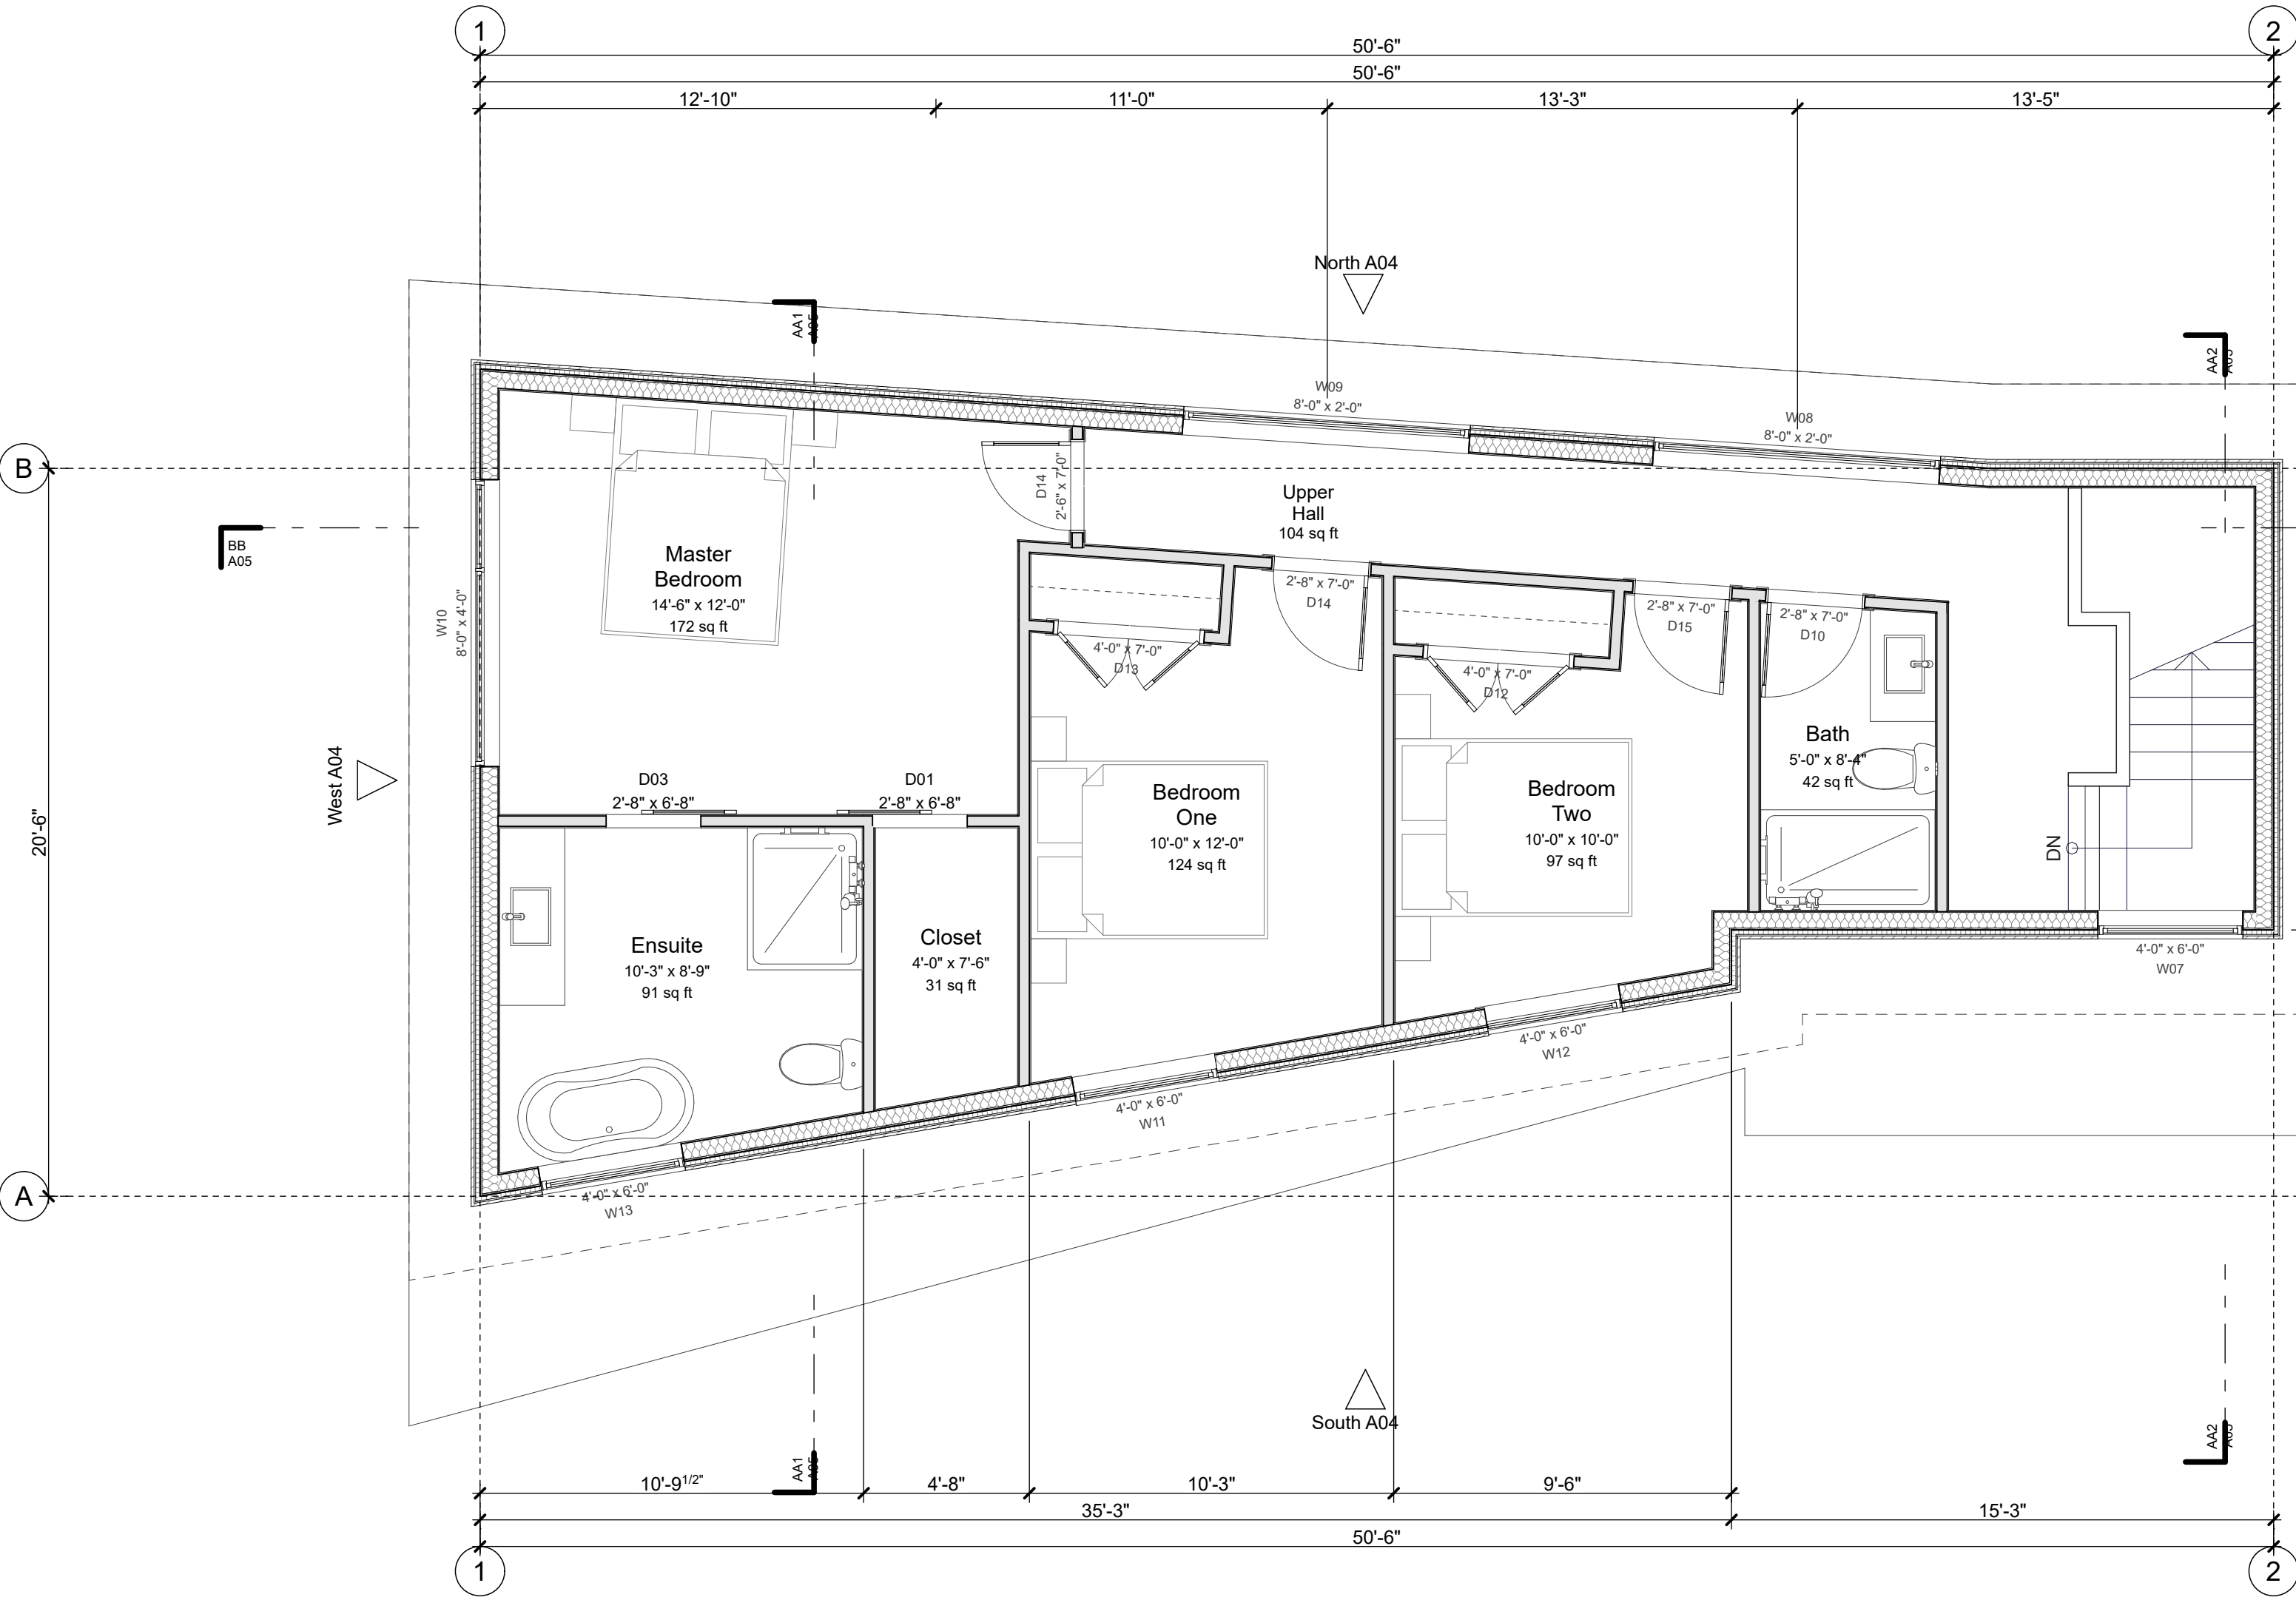 1
2
50'-6"
50'-6"
12'-10"
11'-0"
13'-3"
13'-5"
North A04
AA1
A05
AA2
A05
W09
8'-0" x 2'-0"
W08
8'-0" x 2'-0"
B
BB
A05
D14
2'-6" x 7'-0"
Upper
Hall
104 sq ft
Master
Bedroom
14'-6" x 12'-0"
172 sq ft
W10
8'-0" x 4'-0"
2'-8" x 7'-0"
D14
2'-8" x 7'-0"
D15
2'-8" x 7'-0"
D10
4'-0" x 7'-0"
D13
4'-0" x 7'-0"
D12
West A04
20'-6"
D03
2'-8" x 6'-8"
D01
2'-8" x 6'-8"
Bath
5'-0" x 8'-4"
42 sq ft
Bedroom
One
10'-0" x 12'-0"
124 sq ft
Bedroom
Two
10'-0" x 10'-0"
97 sq ft
DN
Ensuite
10'-3" x 8'-9"
91 sq ft
Closet
4'-0" x 7'-6"
31 sq ft
4'-0" x 6'-0"
W07
4'-0" x 6'-0"
W12
4'-0" x 6'-0"
W11
4'-0" x 6'-0"
W13
A
South A04
AA1
A05
AA2
A05
10'-9 1/2"
4'-8"
10'-3"
9'-6"
35'-3"
15'-3"
50'-6"
1
2